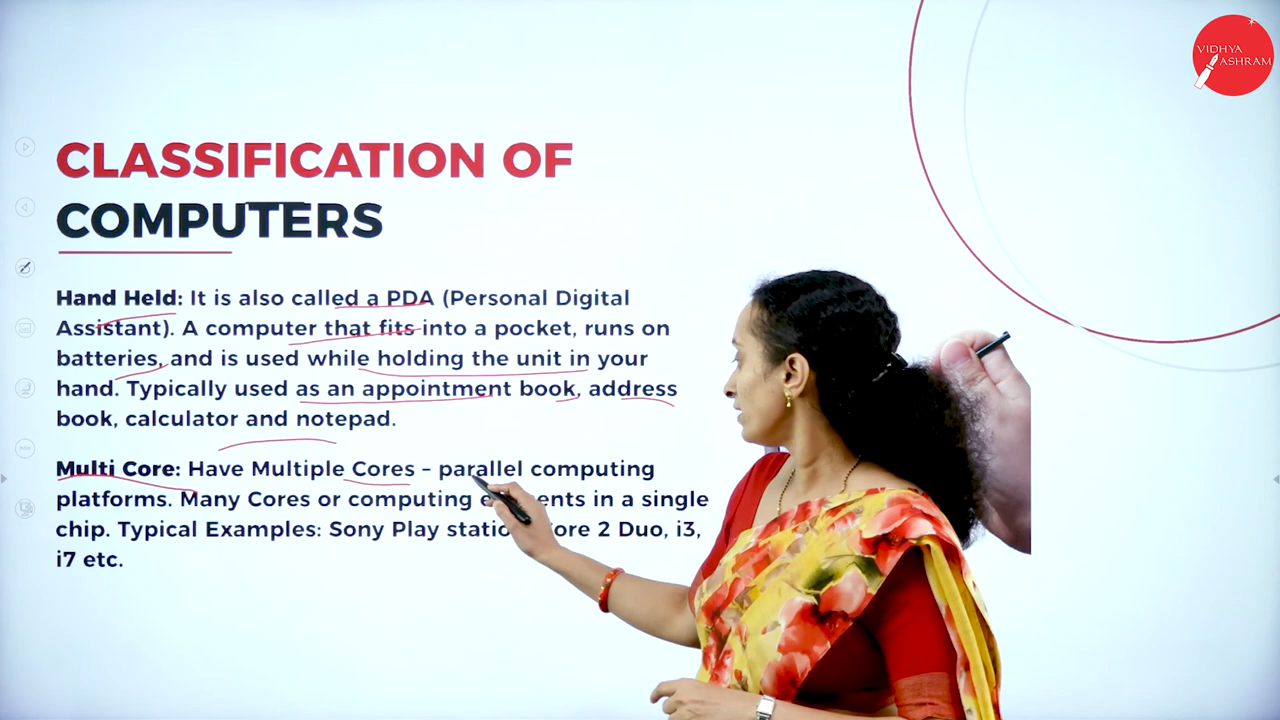 VIDHYA
ASHRAM
CLASSIFICATION OF
COMPUTERS
Hand Held: It is also called a PDA (Personal Digital
Assistant). A computer that fits into a pocket, runs on
batteries, and is used while holding the unit in your
hand. Typically used as an appointment book, address
book, calculator and notepad.
Multi Core: Have Multiple Cores – parallel computing
platforms. Many Cores or computing in a single
chip. Typical Examples: Sony Play 2 Duo, i3,
i7 etc.